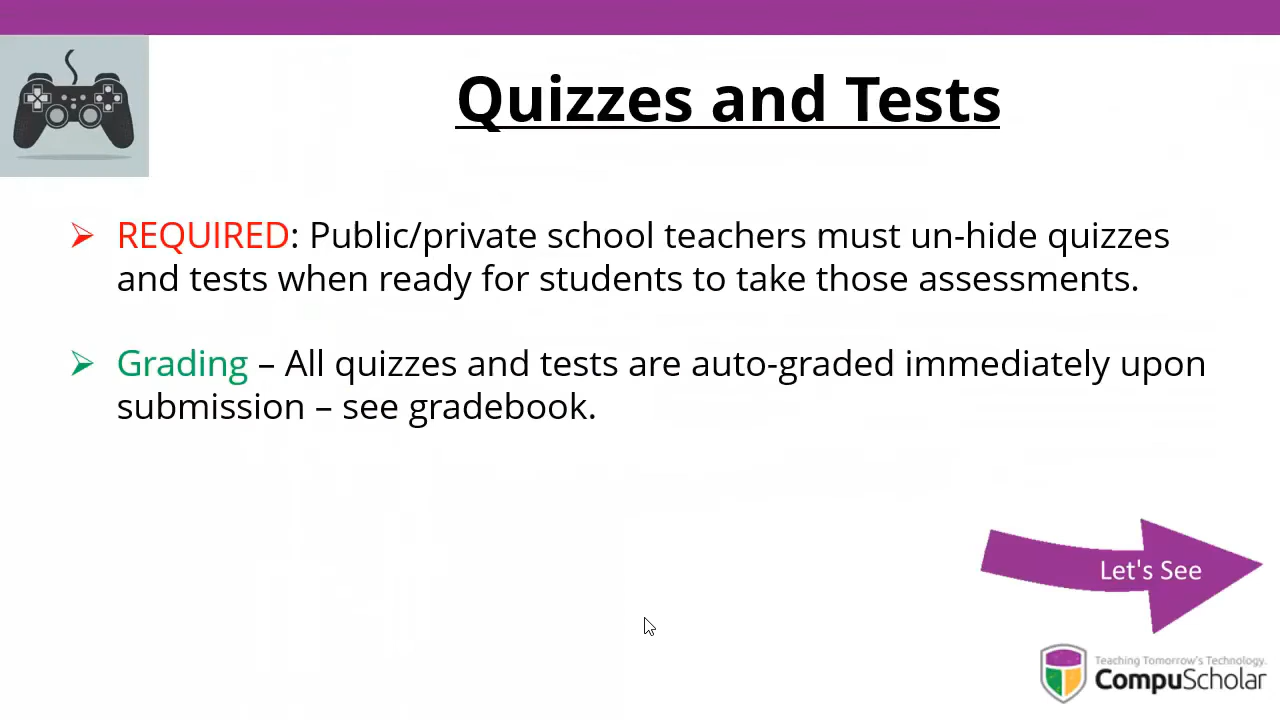 Quizzes and Tests
REQUIRED: Public/private school teachers must un-hide quizzes
and tests when ready for students to take those assessments.
Grading – All quizzes and tests are auto-graded immediately upon
submission – see gradebook.
Let's See
Teaching Tomorrow's Technology.
CompuScholar